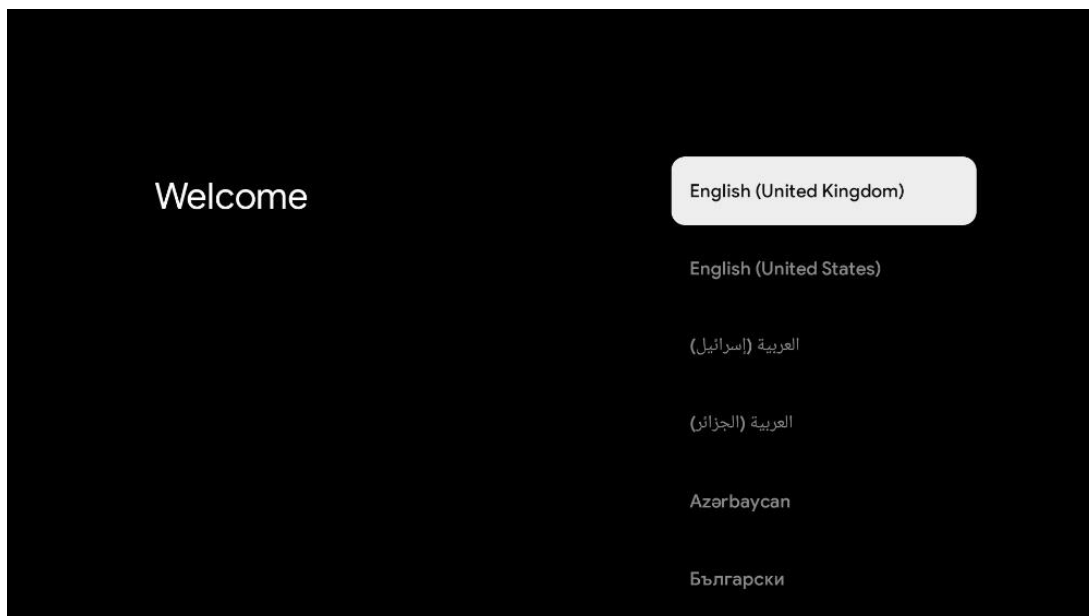 Welcome
English (United Kingdom)
English (United States)
العربية (إسرائيل)
العربية (الجزائر)
Azərbaycan
Български